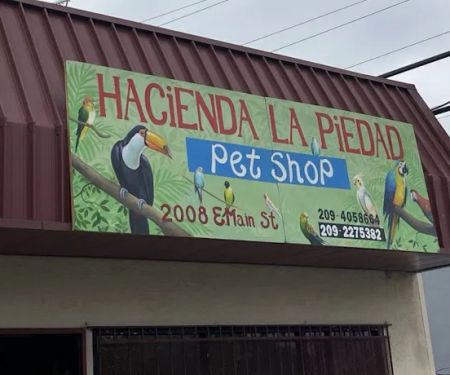 HACiENDA LA PiEDAD
Pet SHOP
2008 E Main St
209-4058664
209-2275382